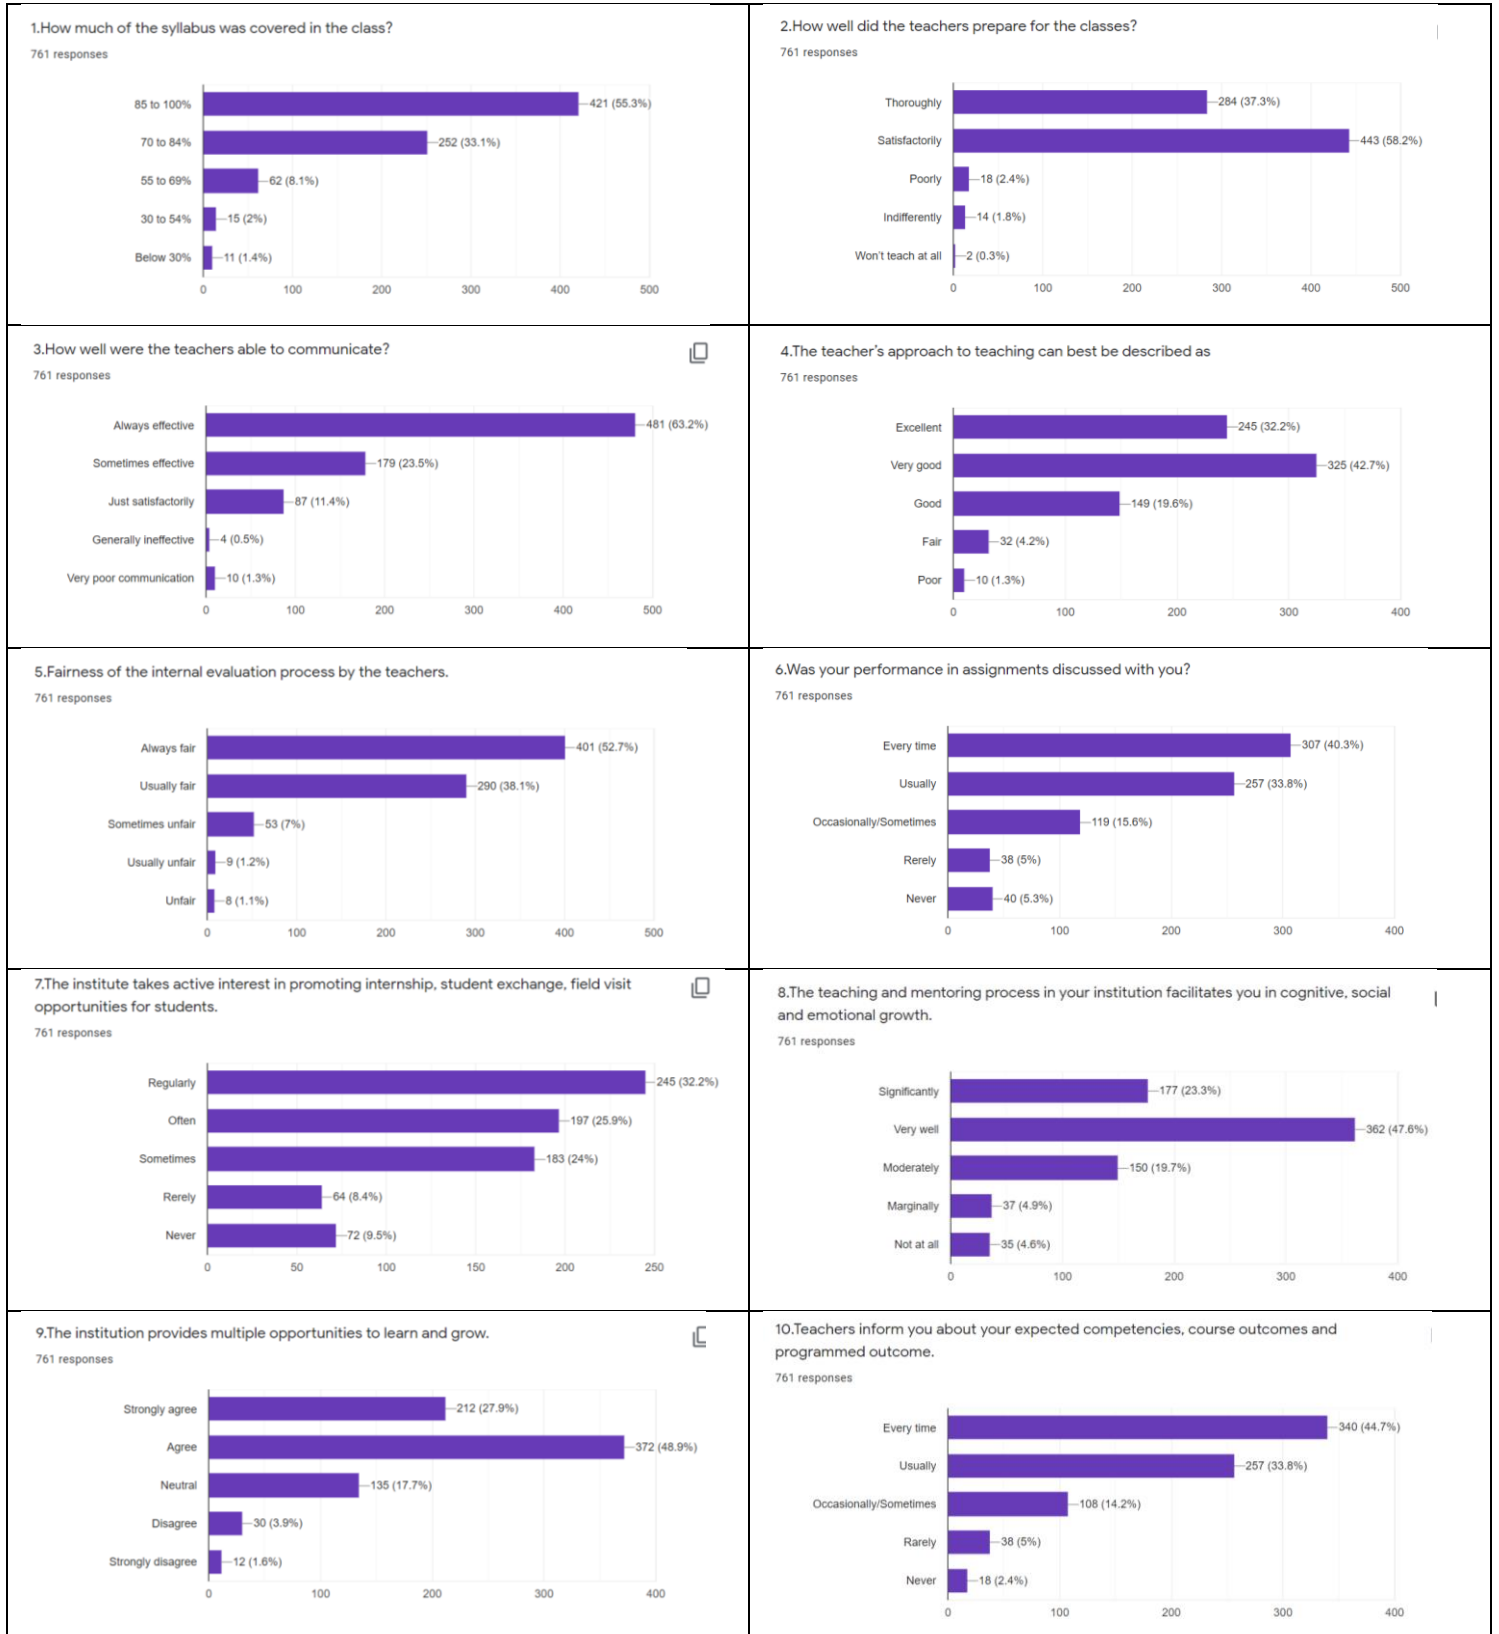 1.How much of the syllabus was covered in the class?
761 responses
85 to 100%
421 (55.3%)
70 to 84%
252 (33.1%)
55 to 69%
62 (8.1%)
30 to 54%
15 (2%)
Below 30%
11 (1.4%)
0 100 200 300 400 500
2.How well did the teachers prepare for the classes?
761 responses
Thoroughly
284 (37.3%)
Satisfactorily
443 (58.2%)
Poorly
18 (2.4%)
Indifferently
14 (1.8%)
Won't teach at all
2 (0.3%)
0 100 200 300 400 500
3.How well were the teachers able to communicate?
761 responses
Always effective
481 (63.2%)
Sometimes effective
179 (23.5%)
Just satisfactorily
87 (11.4%)
Generally ineffective
4 (0.5%)
Very poor communication
10 (1.3%)
0 100 200 300 400 500
4.The teacher's approach to teaching can best be described as
761 responses
Excellent
245 (32.2%)
Very good
325 (42.7%)
Good
149 (19.6%)
Fair
32 (4.2%)
Poor
10 (1.3%)
0 100 200 300 400
5.Fairness of the internal evaluation process by the teachers.
761 responses
Always fair
401 (52.7%)
Usually fair
290 (38.1%)
Sometimes unfair
53 (7%)
Usually unfair
9 (1.2%)
Unfair
8 (1.1%)
0 100 200 300 400 500
6.Was your performance in assignments discussed with you?
761 responses
Every time
307 (40.3%)
Usually
257 (33.8%)
Occasionally/Sometimes
119 (15.6%)
Rerely
38 (5%)
Never
40 (5.3%)
0 100 200 300 400
7.The institute takes active interest in promoting internship, student exchange, field visit
opportunities for students.
761 responses
Regularly
245 (32.2%)
Often
197 (25.9%)
Sometimes
183 (24%)
Rerely
64 (8.4%)
Never
72 (9.5%)
0 50 100 150 200 250
8.The teaching and mentoring process in your institution facilitates you in cognitive, social
and emotional growth.
761 responses
Significantly
177 (23.3%)
Very well
362 (47.6%)
Moderately
150 (19.7%)
Marginally
37 (4.9%)
Not at all
35 (4.6%)
0 100 200 300 400
9.The institution provides multiple opportunities to learn and grow.
761 responses
Strongly agree
212 (27.9%)
Agree
372 (48.9%)
Neutral
135 (17.7%)
Disagree
30 (3.9%)
Strongly disagree
12 (1.6%)
0 100 200 300 400
10.Teachers inform you about your expected competencies, course outcomes and
programmed outcome.
761 responses
Every time
340 (44.7%)
Usually
257 (33.8%)
Occasionally/Sometimes
108 (14.2%)
Rarely
38 (5%)
Never
18 (2.4%)
0 100 200 300 400